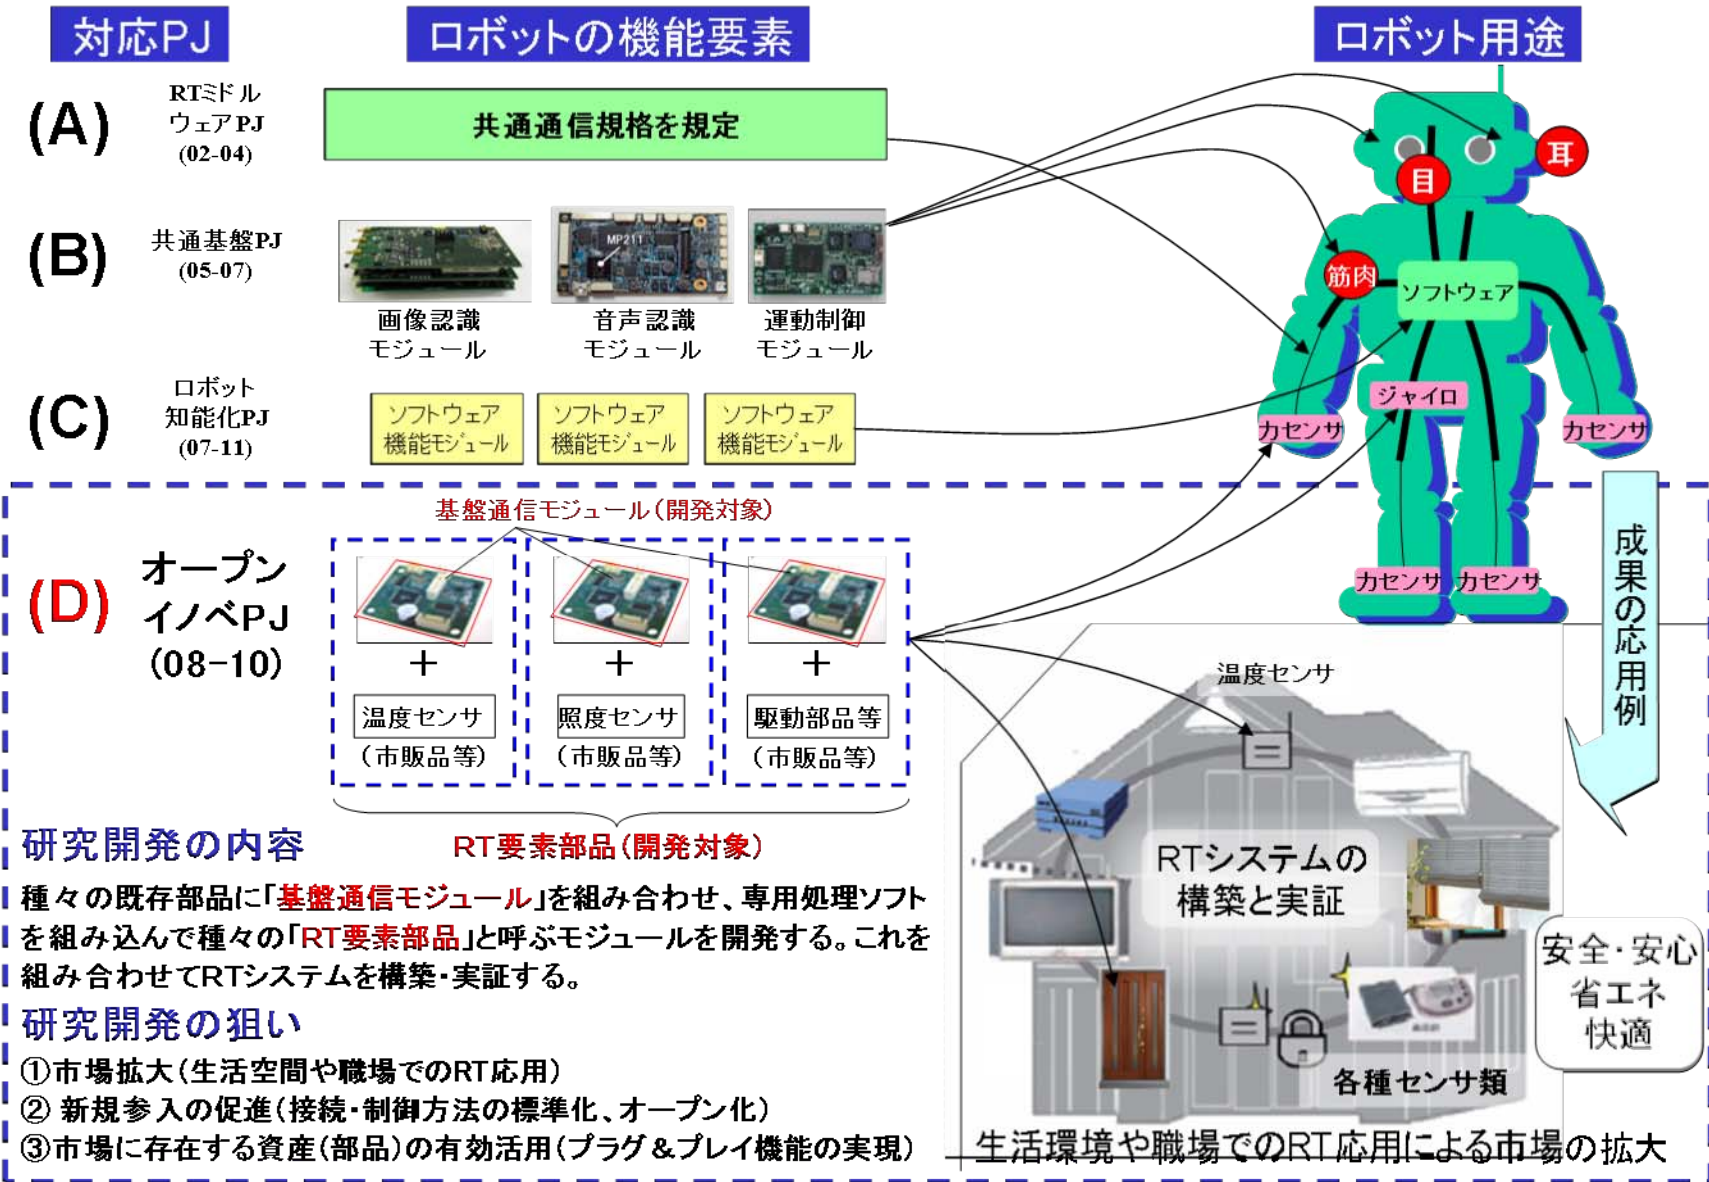 対応PJ
ロボットの機能要素
ロボット用途
(A)
RTミドル
ウェアPJ
(02-04)
共通通信規格を規定
耳
目
(B)
共通基盤PJ
(05-07)
MP211
画像認識
モジュール
音声認識
モジュール
運動制御
モジュール
筋肉
ソフトウェア
(C)
ロボット
知能化PJ
(07-11)
ソフトウェア
機能モジュール
ソフトウェア
機能モジュール
ソフトウェア
機能モジュール
ジャイロ
力センサ
力センサ
力センサ
力センサ
(D)
オープン
イノベPJ
(08-10)
基盤通信モジュール(開発対象)
+
+
+
温度センサ
照度センサ
駆動部品等
(市販品等)
(市販品等)
(市販品等)
RT要素部品(開発対象)
成果の応用例
温度センサ
RTシステムの
構築と実証
各種センサ類
安全・安心
省エネ
快適
生活環境や職場でのRT応用による市場の拡大
研究開発の内容
種々の既存部品に「基盤通信モジュール」を組み合わせ、専用処理ソフト
を組み込んで種々の「RT要素部品」と呼ぶモジュールを開発する。これを
組み合わせてRTシステムを構築・実証する。
研究開発の狙い
①市場拡大(生活空間や職場でのRT応用)
② 新規参入の促進(接続・制御方法の標準化、オープン化)
③市場に存在する資産(部品)の有効活用(プラグ&プレイ機能の実現)